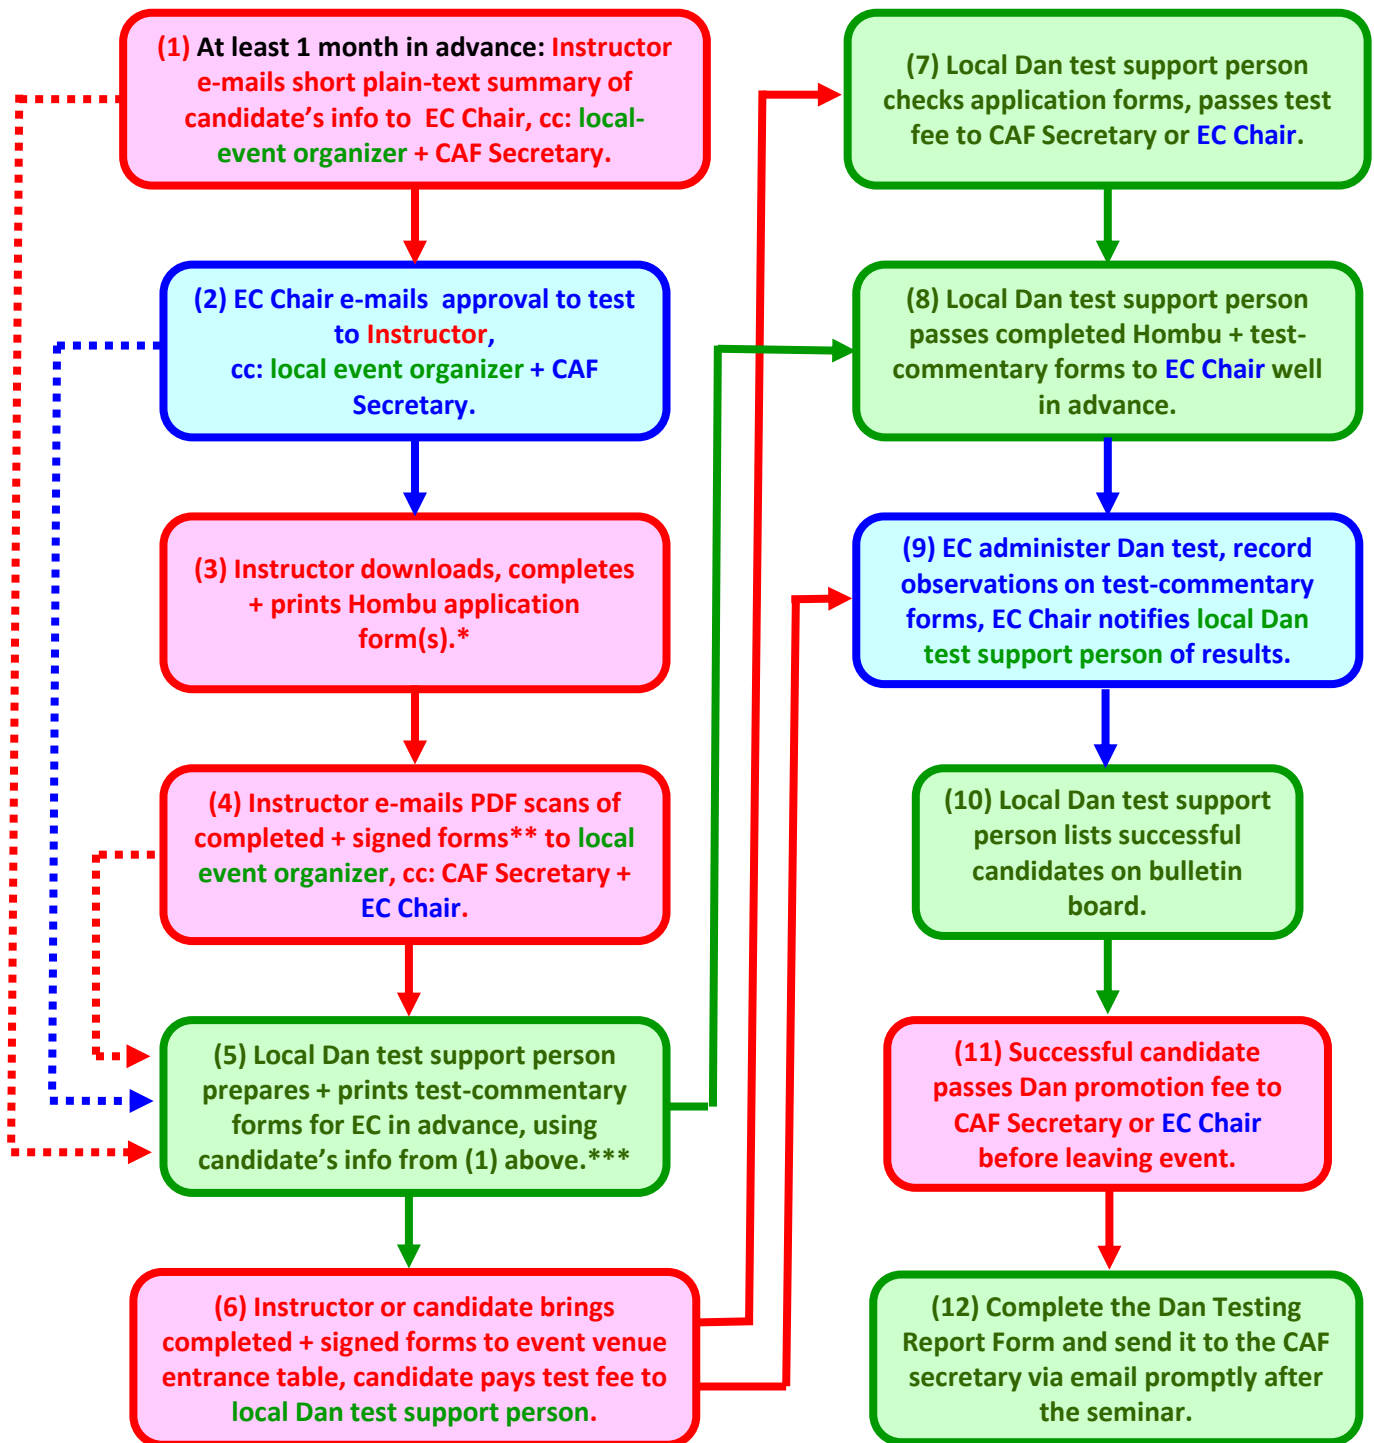 (1) At least 1 month in advance: Instructor
e-mails short plain-text summary of
candidate’s info to EC Chair, cc: local-
event organizer + CAF Secretary.
(2) EC Chair e-mails approval to test
to Instructor,
cc: local event organizer + CAF
Secretary.
(3) Instructor downloads, completes
+ prints Hombu application
form(s).*
(4) Instructor e-mails PDF scans of
completed + signed forms** to local
event organizer, cc: CAF Secretary +
EC Chair.
(5) Local Dan test support person
prepares + prints test-commentary
forms for EC in advance, using
candidate’s info from (1) above.***
(6) Instructor or candidate brings
completed + signed forms to event venue
entrance table, candidate pays test fee to
local Dan test support person.
(7) Local Dan test support person
checks application forms, passes test
fee to CAF Secretary or EC Chair.
(8) Local Dan test support person
passes completed Hombu + test-
commentary forms to EC Chair well
in advance.
(9) EC administer Dan test, record
observations on test-commentary
forms, EC Chair notifies local Dan
test support person of results.
(10) Local Dan test support
person lists successful
candidates on bulletin
board.
(11) Successful candidate
passes Dan promotion fee to
CAF Secretary or EC Chair
before leaving event.
(12) Complete the Dan Testing
Report Form and send it to the CAF
secretary via email promptly after
the seminar.